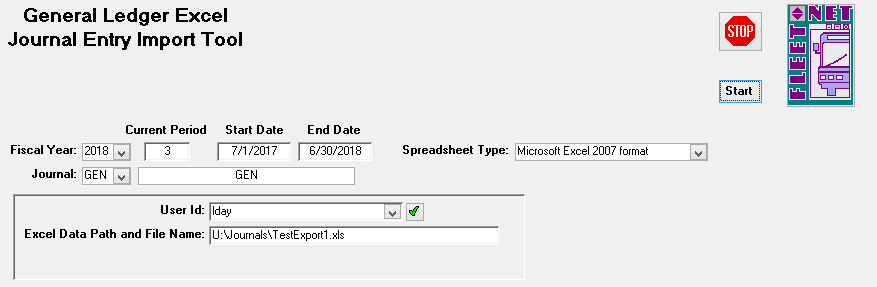 General Ledger Excel
Journal Entry Import Tool
STOP
FLEET NET
Start
Current Period Start Date End Date
Fiscal Year: 2018 3 7/1/2017 6/30/2018 Spreadsheet Type: Microsoft Excel 2007 format
Journal: GEN GEN
User Id: lday
Excel Data Path and File Name: U:\Journals\TestExport1.xls